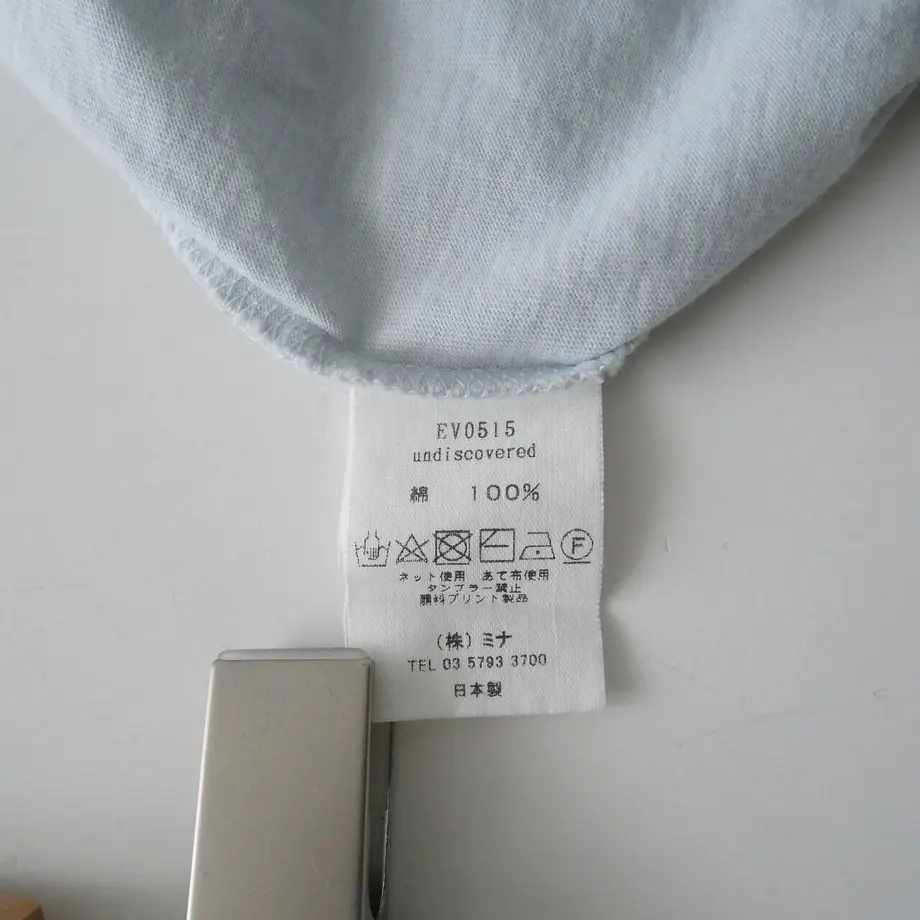 EV0515
undiscovered
綿 100%
F
ネット使用 あて布使用
タンブラー禁止
顔料プリント製品
(株)ミナ
TEL 03 5793 3700
日本製